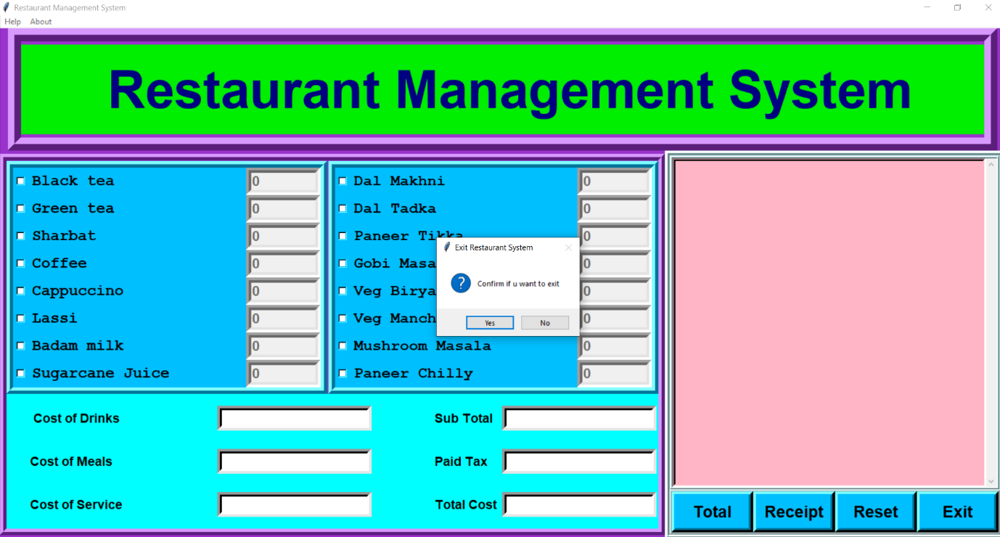 Restaurant Management System
Help About
Restaurant Management System
Black tea 0 Dal Makhni 0
Green tea 0 Dal Tadka 0
Sharbat 0 Paneer Tikka 0
Exit Restaurant System
Coffee 0 Gobi Masa 0
Confirm if u want to exit
Cappuccino 0 Veg Birya 0
Lassi 0 Veg Manch 0
Yes No
Badam milk 0 Mushroom Masala 0
Sugarcane Juice 0 Paneer Chilly 0
Cost of Drinks Sub Total
Cost of Meals Paid Tax
Cost of Service Total Cost
Total Receipt Reset Exit